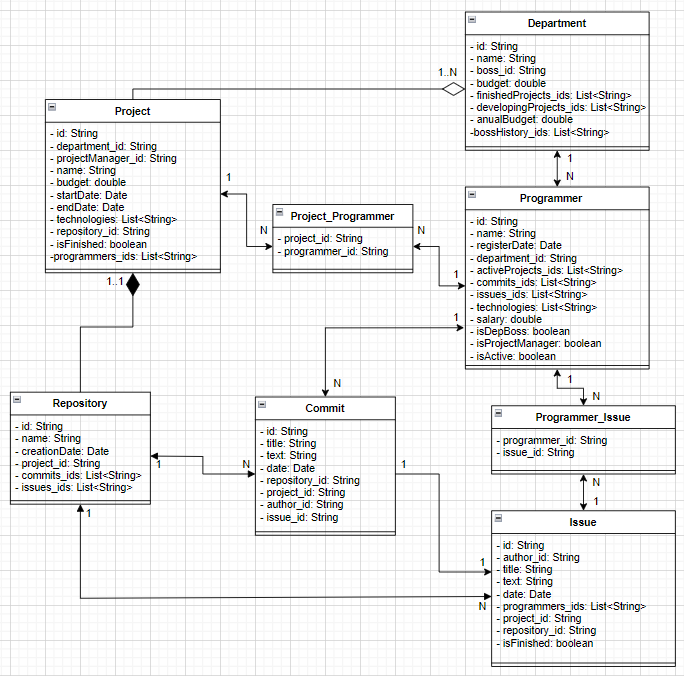 Department
- id: String
- name: String
- boss_id: String
- budget: double
- finishedProjects_ids: List<String>
- developingProjects_ids: List<String>
- anualBudget: double
-bossHistory_ids: List<String>
1..N
Project
- id: String
- department_id: String
- projectManager_id: String
- name: String
- budget: double
- startDate: Date
- endDate: Date
- technologies: List<String>
- repository_id: String
- isFinished: boolean
-programmers_ids: List<String>
1
N
1
N
Project_Programmer
- project_id: String
- programmer_id: String
N
1
Programmer
- id: String
- name: String
- registerDate: Date
- department_id: String
- activeProjects_ids: List<String>
- commits_ids: List<String>
- issues_ids: List<String>
- technologies: List<String>
- salary: double
- isDepBoss: boolean
- isProjectManager: boolean
- isActive: boolean
1..1
1
N
1
N
Repository
- id: String
- name: String
- creationDate: Date
- project_id: String
- commits_ids: List<String>
- issues_ids: List<String>
1
N
1
Commit
- id: String
- title: String
- text: String
- date: Date
- repository_id: String
- project_id: String
- author_id: String
- issue_id: String
1
1
N
Programmer_Issue
- programmer_id: String
- issue_id: String
N
1
Issue
- id: String
- author_id: String
- title: String
- text: String
- date: Date
- programmers_ids: List<String>
- project_id: String
- repository_id: String
- isFinished: boolean